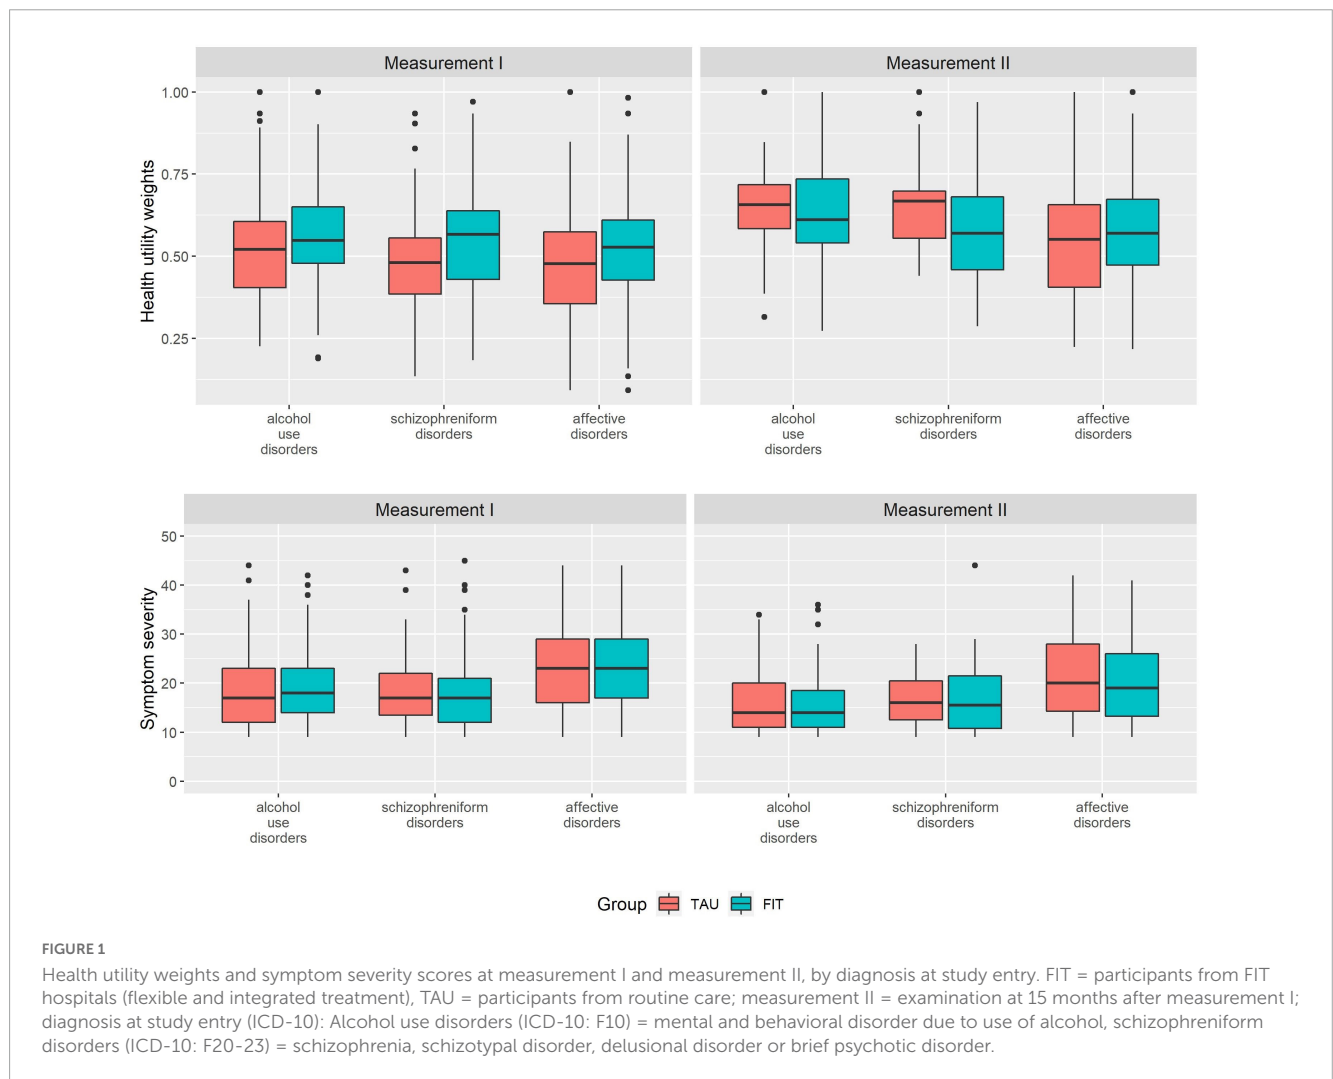 Measurement I
Measurement II
Health utility weights
1.00
0.75
0.50
0.25
alcohol
use
disorders
schizophreniform
disorders
affective
disorders
alcohol
use
disorders
schizophreniform
disorders
affective
disorders
Measurement I
Measurement II
Symptom severity
50
40
30
20
10
0
alcohol
use
disorders
schizophreniform
disorders
affective
disorders
alcohol
use
disorders
schizophreniform
disorders
affective
disorders
Group TAU FIT
FIGURE 1
Health utility weights and symptom severity scores at measurement I and measurement II, by diagnosis at study entry. FIT = participants from FIT
hospitals (flexible and integrated treatment), TAU = participants from routine care; measurement II = examination at 15 months after measurement I;
diagnosis at study entry (ICD-10): Alcohol use disorders (ICD-10: F10) = mental and behavioral disorder due to use of alcohol, schizophreniform
disorders (ICD-10: F20-23) = schizophrenia, schizotypal disorder, delusional disorder or brief psychotic disorder.